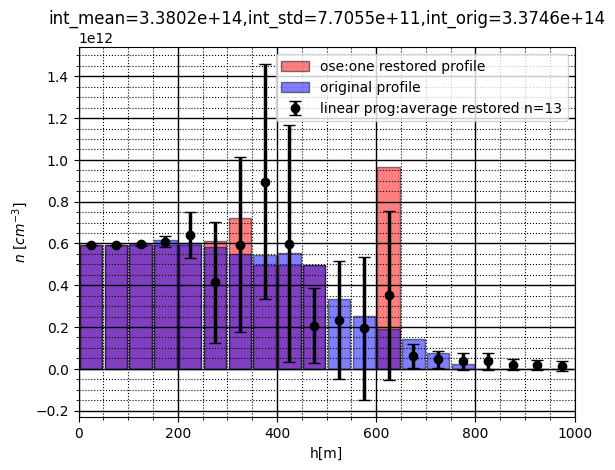 int_mean=3.3802e+14,int_std=7.7055e+11,int_orig=3.3746e+14
1e12
ose:one restored profile
original profile
linear prog:average restored n=13
1.4
1.2
1.0
0.8
0.6
0.4
0.2
0.0
−0.2
n [cm⁻³]
0 200 400 600 800 1000
h[m]